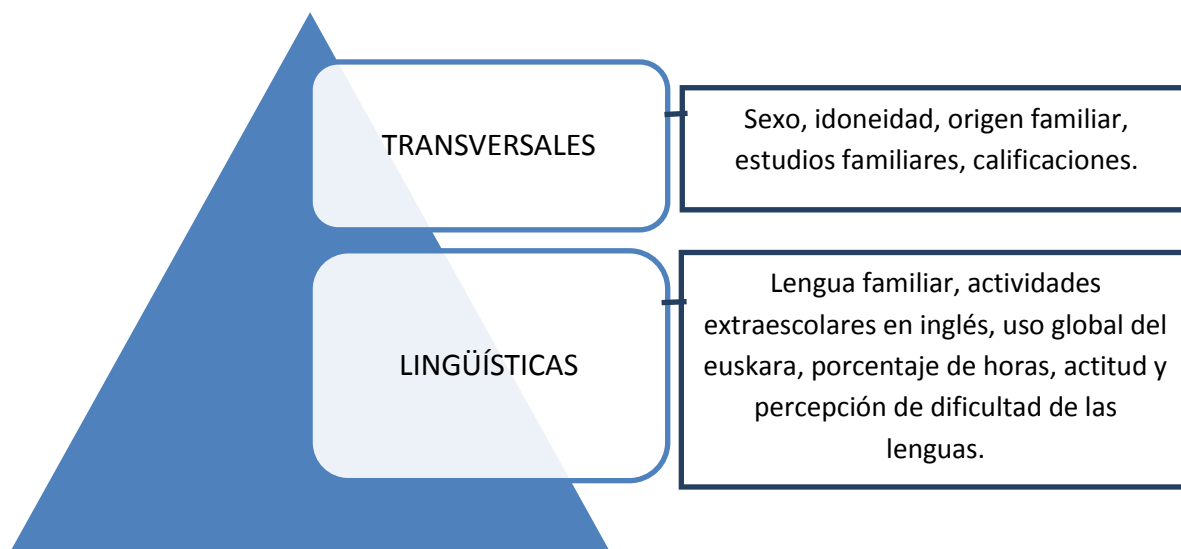 TRANSVERSALES
Sexo, idoneidad, origen familiar,
estudios familiares, calificaciones.
LINGÜÍSTICAS
Lengua familiar, actividades
extraescolares en inglés, uso global del
euskara, porcentaje de horas, actitud y
percepción de dificultad de las
lenguas.